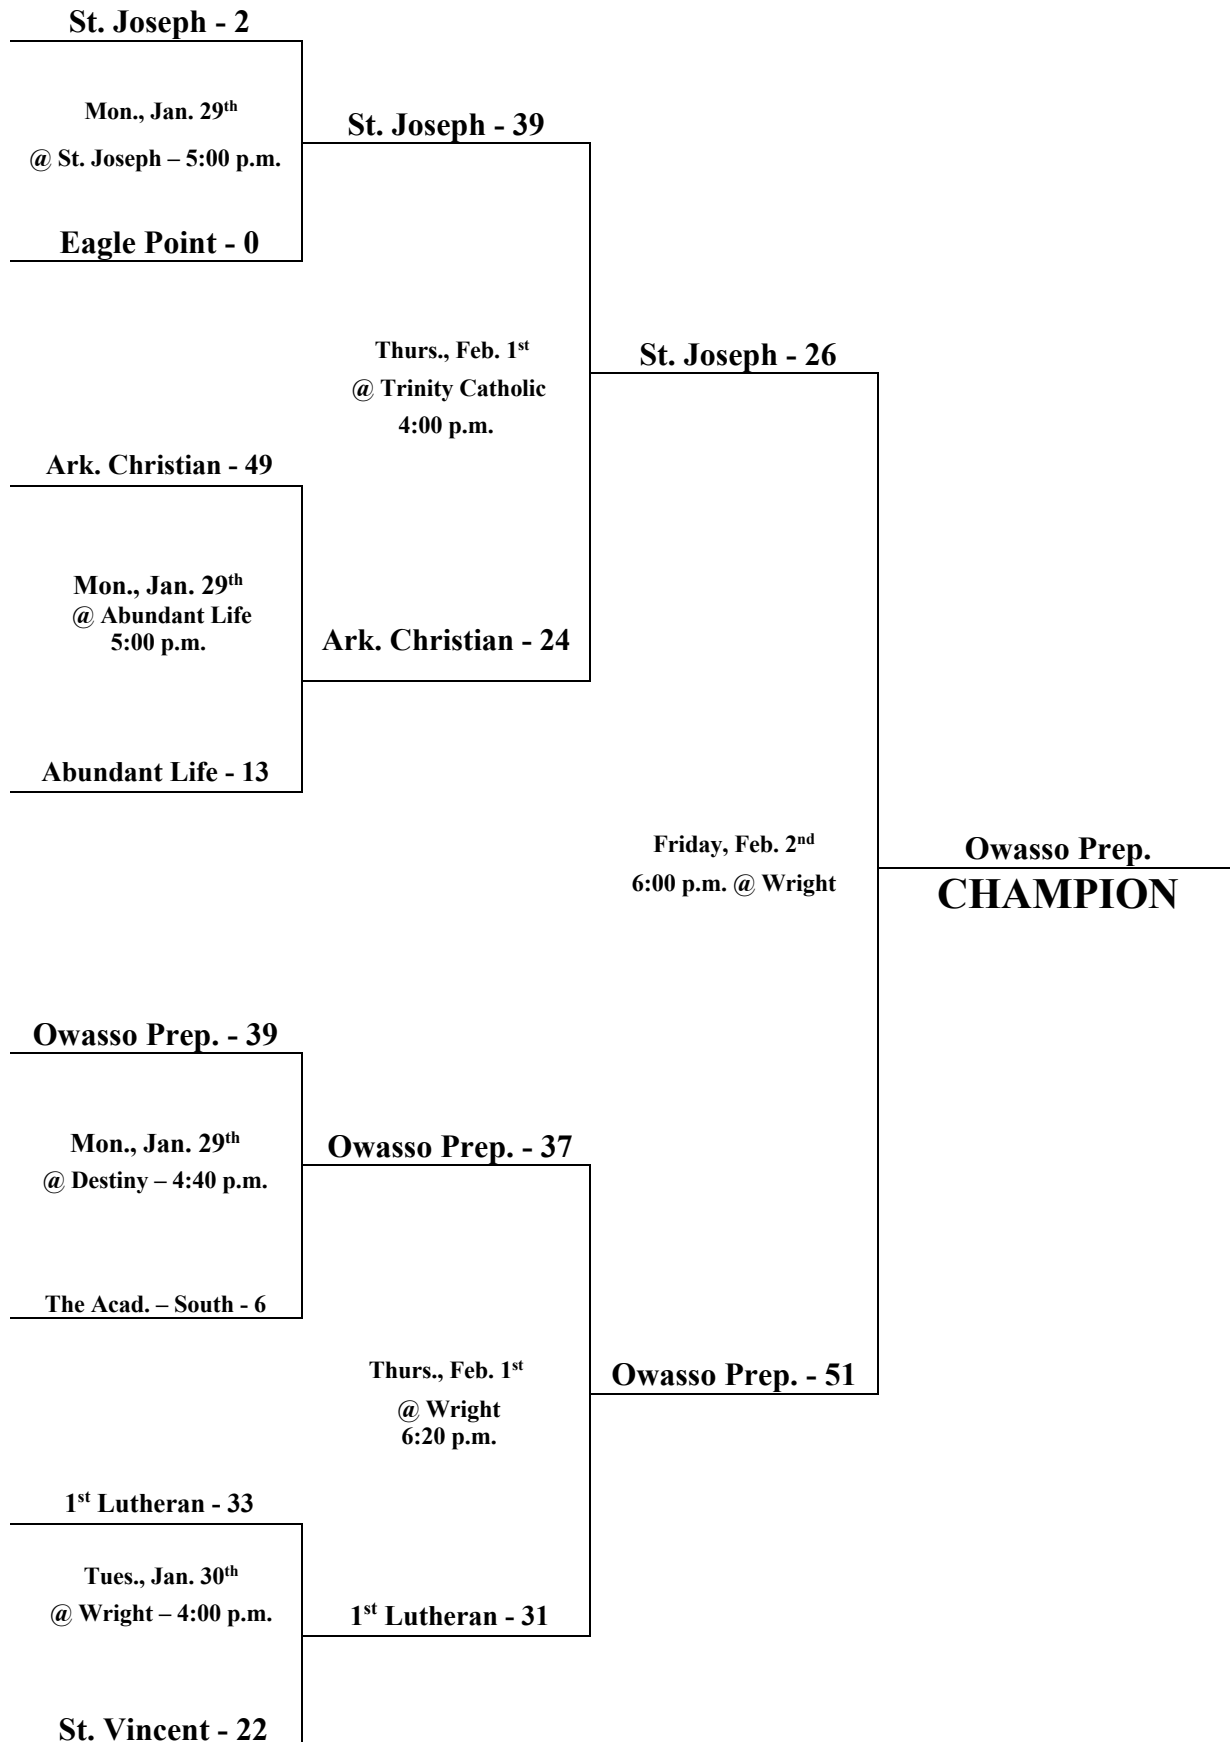 St. Joseph - 2
Mon., Jan. 29th
@ St. Joseph – 5:00 p.m.
Eagle Point - 0
St. Joseph - 39
Thurs., Feb. 1st
@ Trinity Catholic
4:00 p.m.
Ark. Christian - 49
Mon., Jan. 29th
@ Abundant Life
5:00 p.m.
Abundant Life - 13
Ark. Christian - 24
St. Joseph - 26
Friday, Feb. 2nd
6:00 p.m. @ Wright
Owasso Prep.
CHAMPION
Owasso Prep. - 39
Mon., Jan. 29th
@ Destiny – 4:40 p.m.
The Acad. – South - 6
Owasso Prep. - 37
Thurs., Feb. 1st
@ Wright
6:20 p.m.
Owasso Prep. - 51
1st Lutheran - 33
Tues., Jan. 30th
@ Wright – 4:00 p.m.
St. Vincent - 22
1st Lutheran - 31